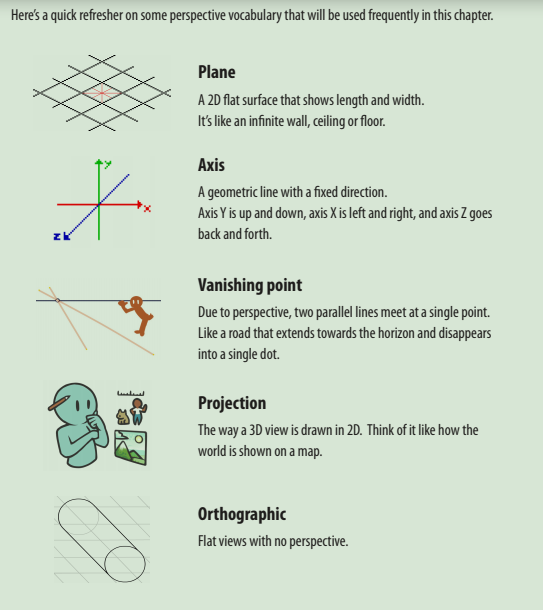 Here's a quick refresher on some perspective vocabulary that will be used frequently in this chapter.
Plane
A 2D flat surface that shows length and width.
It's like an infinite wall, ceiling or floor.
Y
X
Z
Axis
A geometric line with a fixed direction.
Axis Y is up and down, axis X is left and right, and axis Z goes
back and forth.
Vanishing point
Due to perspective, two parallel lines meet at a single point.
Like a road that extends towards the horizon and disappears
into a single dot.
Projection
The way a 3D view is drawn in 2D. Think of it like how the
world is shown on a map.
Orthographic
Flat views with no perspective.